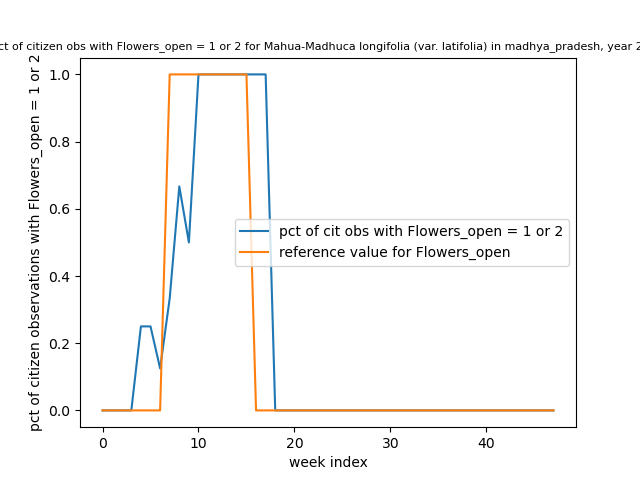 ct of citizen obs with Flowers_open = 1 or 2 for Mahua-Madhuca longifolia (var. latifolia) in madhya_pradesh, year 2
pct of citizen observations with Flowers_open = 1 or 2
1.0
0.8
0.6
0.4
0.2
0.0
pct of cit obs with Flowers_open = 1 or 2
reference value for Flowers_open
0
10
20
30
40
week index